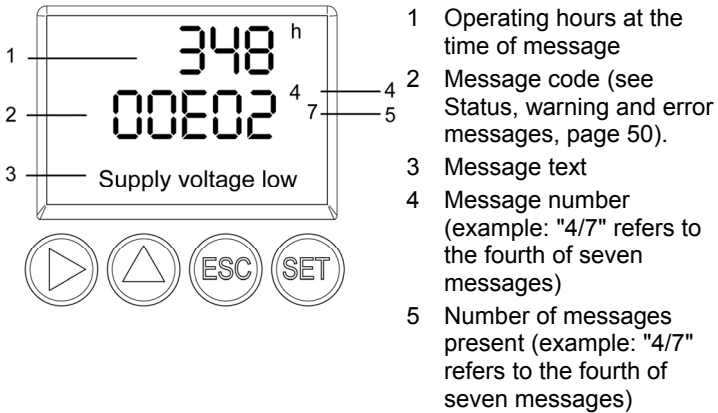 348 h
00E02 4
7
Supply voltage low
1
2
3
4
5
ESC SET
1 Operating hours at the
time of message
2 Message code (see
Status, warning and error
messages, page 50).
3 Message text
4 Message number
(example: "4/7" refers to
the fourth of seven
messages)
5 Number of messages
present (example: "4/7"
refers to the fourth of
seven messages)